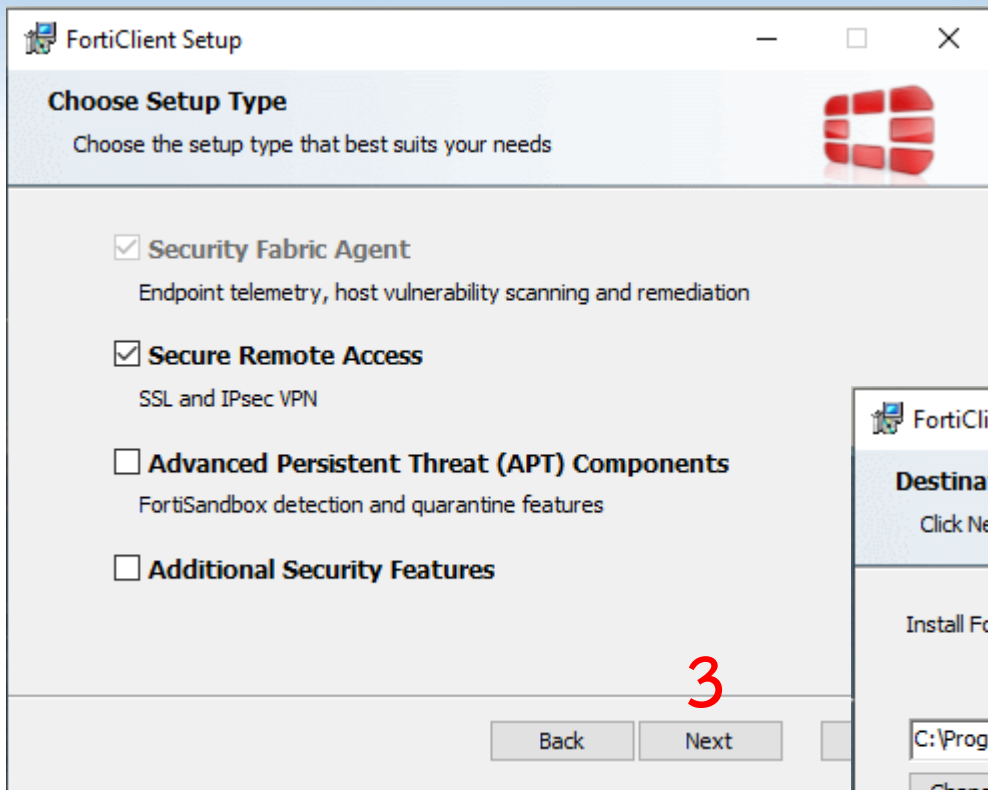 FortiClient Setup
Choose Setup Type
Choose the setup type that best suits your needs
Security Fabric Agent
Endpoint telemetry, host vulnerability scanning and remediation
Secure Remote Access
SSL and IPsec VPN
Advanced Persistent Threat (APT) Components
FortiSandbox detection and quarantine features
Additional Security Features
3
Back Next
FortiCli
Destina
Click Ne
Install Fo
C:\Prog